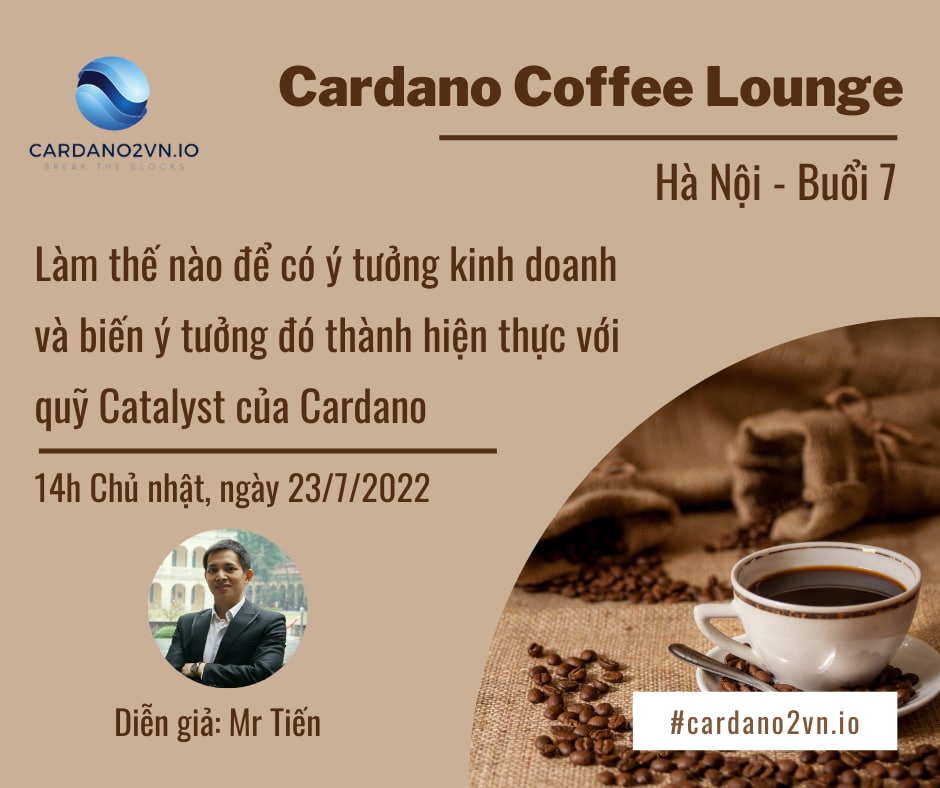 CARDANO2VN.IO
BREAK THE BLOCKS
Cardano Coffee Lounge
Hà Nội - Buổi 7
Làm thế nào để có ý tưởng kinh doanh
và biến ý tưởng đó thành hiện thực với
quỹ Catalyst của Cardano
14h Chủ nhật, ngày 23/7/2022
Diễn giả: Mr Tiến
#cardano2vn.io